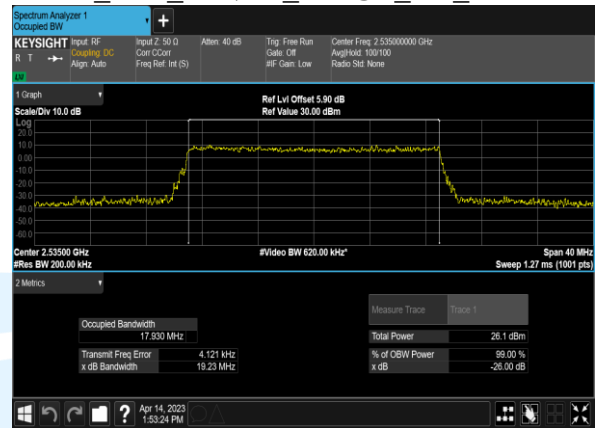 Spectrum Analyzer 1
Occupied BW
+
KEYSIGHT
R T
LV
Input: RF
Coupling: DC
Align: Auto
Input Z: 50 Ω
Corr CCorr
Freq Ref: Int (S)
Atten: 40 dB
Trig: Free Run
Gate: Off
#IF Gain: Low
Center Freq: 2.535000000 GHz
Avg|Hold: 100/100
Radio Std: None
1 Graph
Scale/Div 10.0 dB
Ref Lvl Offset 5.90 dB
Ref Value 30.00 dBm
Log
20.0
10.0
0.00
-10.0
-20.0
-30.0
-40.0
-50.0
-60.0
Center 2.53500 GHz
#Res BW 200.00 kHz
#Video BW 620.00 kHz*
Span 40 MHz
Sweep 1.27 ms (1001 pts)
2 Metrics
Measure Trace
Trace 1
Occupied Bandwidth
17.930 MHz
Total Power
26.1 dBm
Transmit Freq Error
4.121 kHz
% of OBW Power
99.00 %
x dB Bandwidth
19.23 MHz
x dB
-26.00 dB
?
Apr 14, 2023
1:53:24 PM